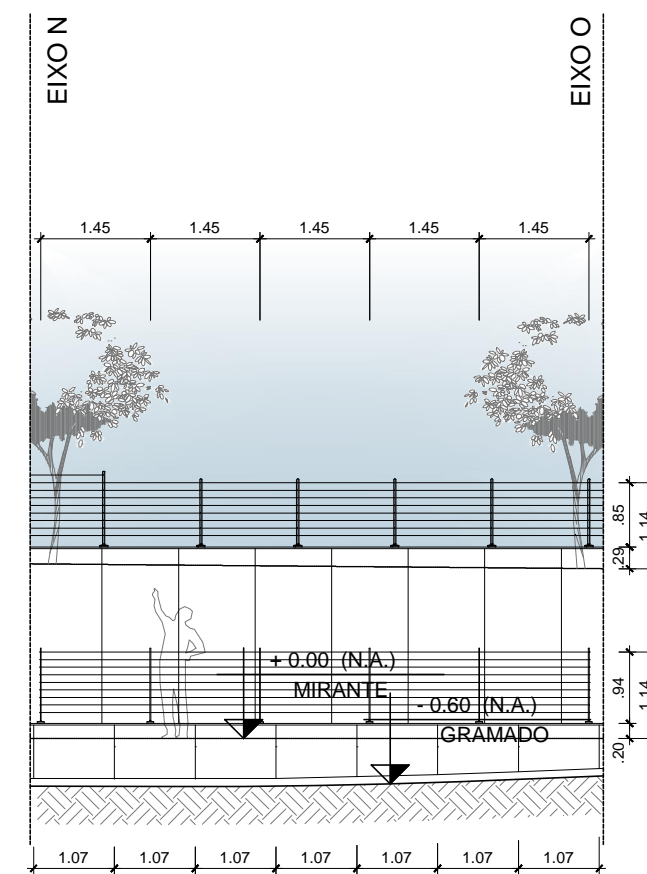 EIXO N
EIXO O
1.45 1.45 1.45 1.45 1.45
.85
1.14
.29
+ 0.00 (N.A.)
MIRANTE
- 0.60 (N.A.)
GRAMADO
.94
1.14
.20
1.07 1.07 1.07 1.07 1.07 1.07 1.07